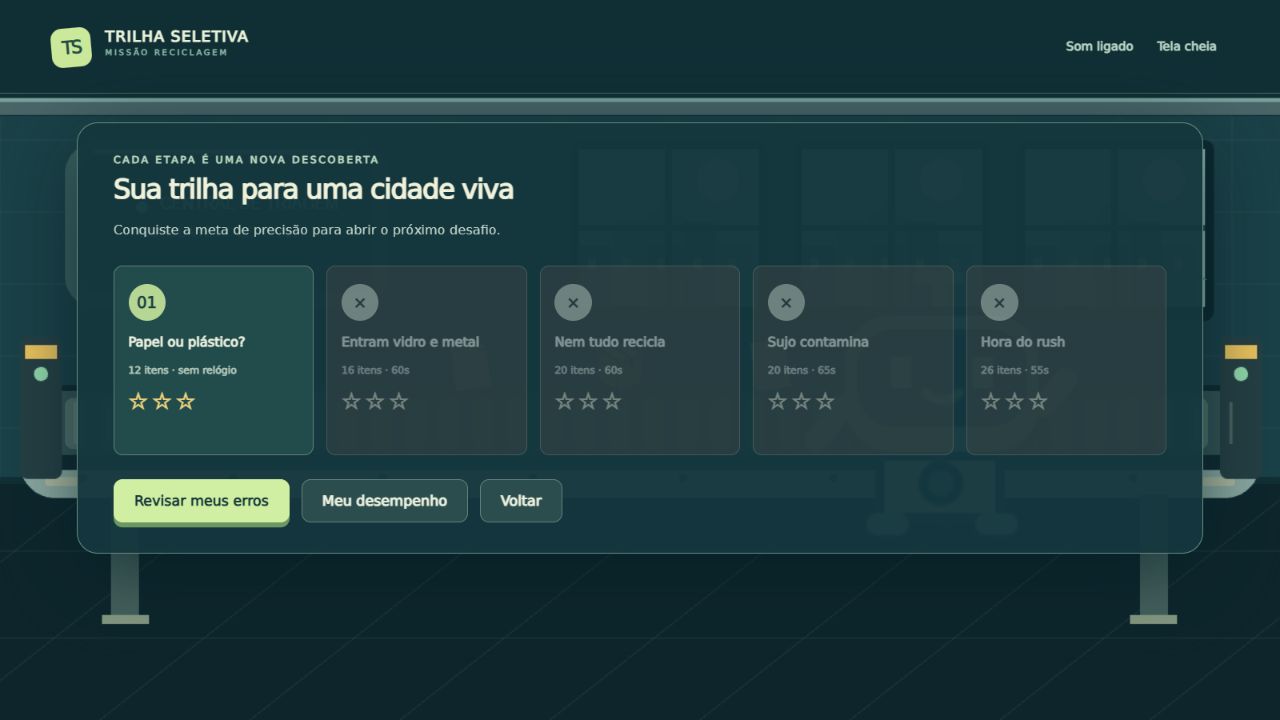 TS
TRILHA SELETIVA
MISSÃO RECICLAGEM
Som ligado
Tela cheia
CADA ETAPA É UMA NOVA DESCOBERTA
Sua trilha para uma cidade viva
Conquiste a meta de precisão para abrir o próximo desafio.
01
Papel ou plástico?
12 itens · sem relógio
☆☆☆
×
Entram vidro e metal
16 itens · 60s
☆☆☆
×
Nem tudo recicla
20 itens · 60s
☆☆☆
×
Sujo contamina
20 itens · 65s
☆☆☆
×
Hora do rush
26 itens · 55s
☆☆☆
Revisar meus erros
Meu desempenho
Voltar